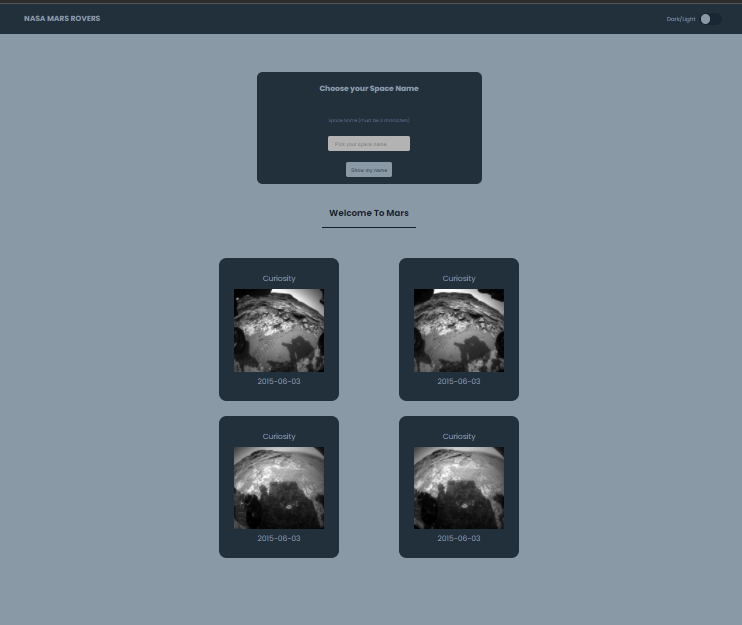 NASA MARS ROVERS
Dark/Light
Choose your Space Name
Space Name (must be 3 characters)
Pick your space name
Show my name
Welcome To Mars
Curiosity
2015-06-03
Curiosity
2015-06-03
Curiosity
2015-06-03
Curiosity
2015-06-03